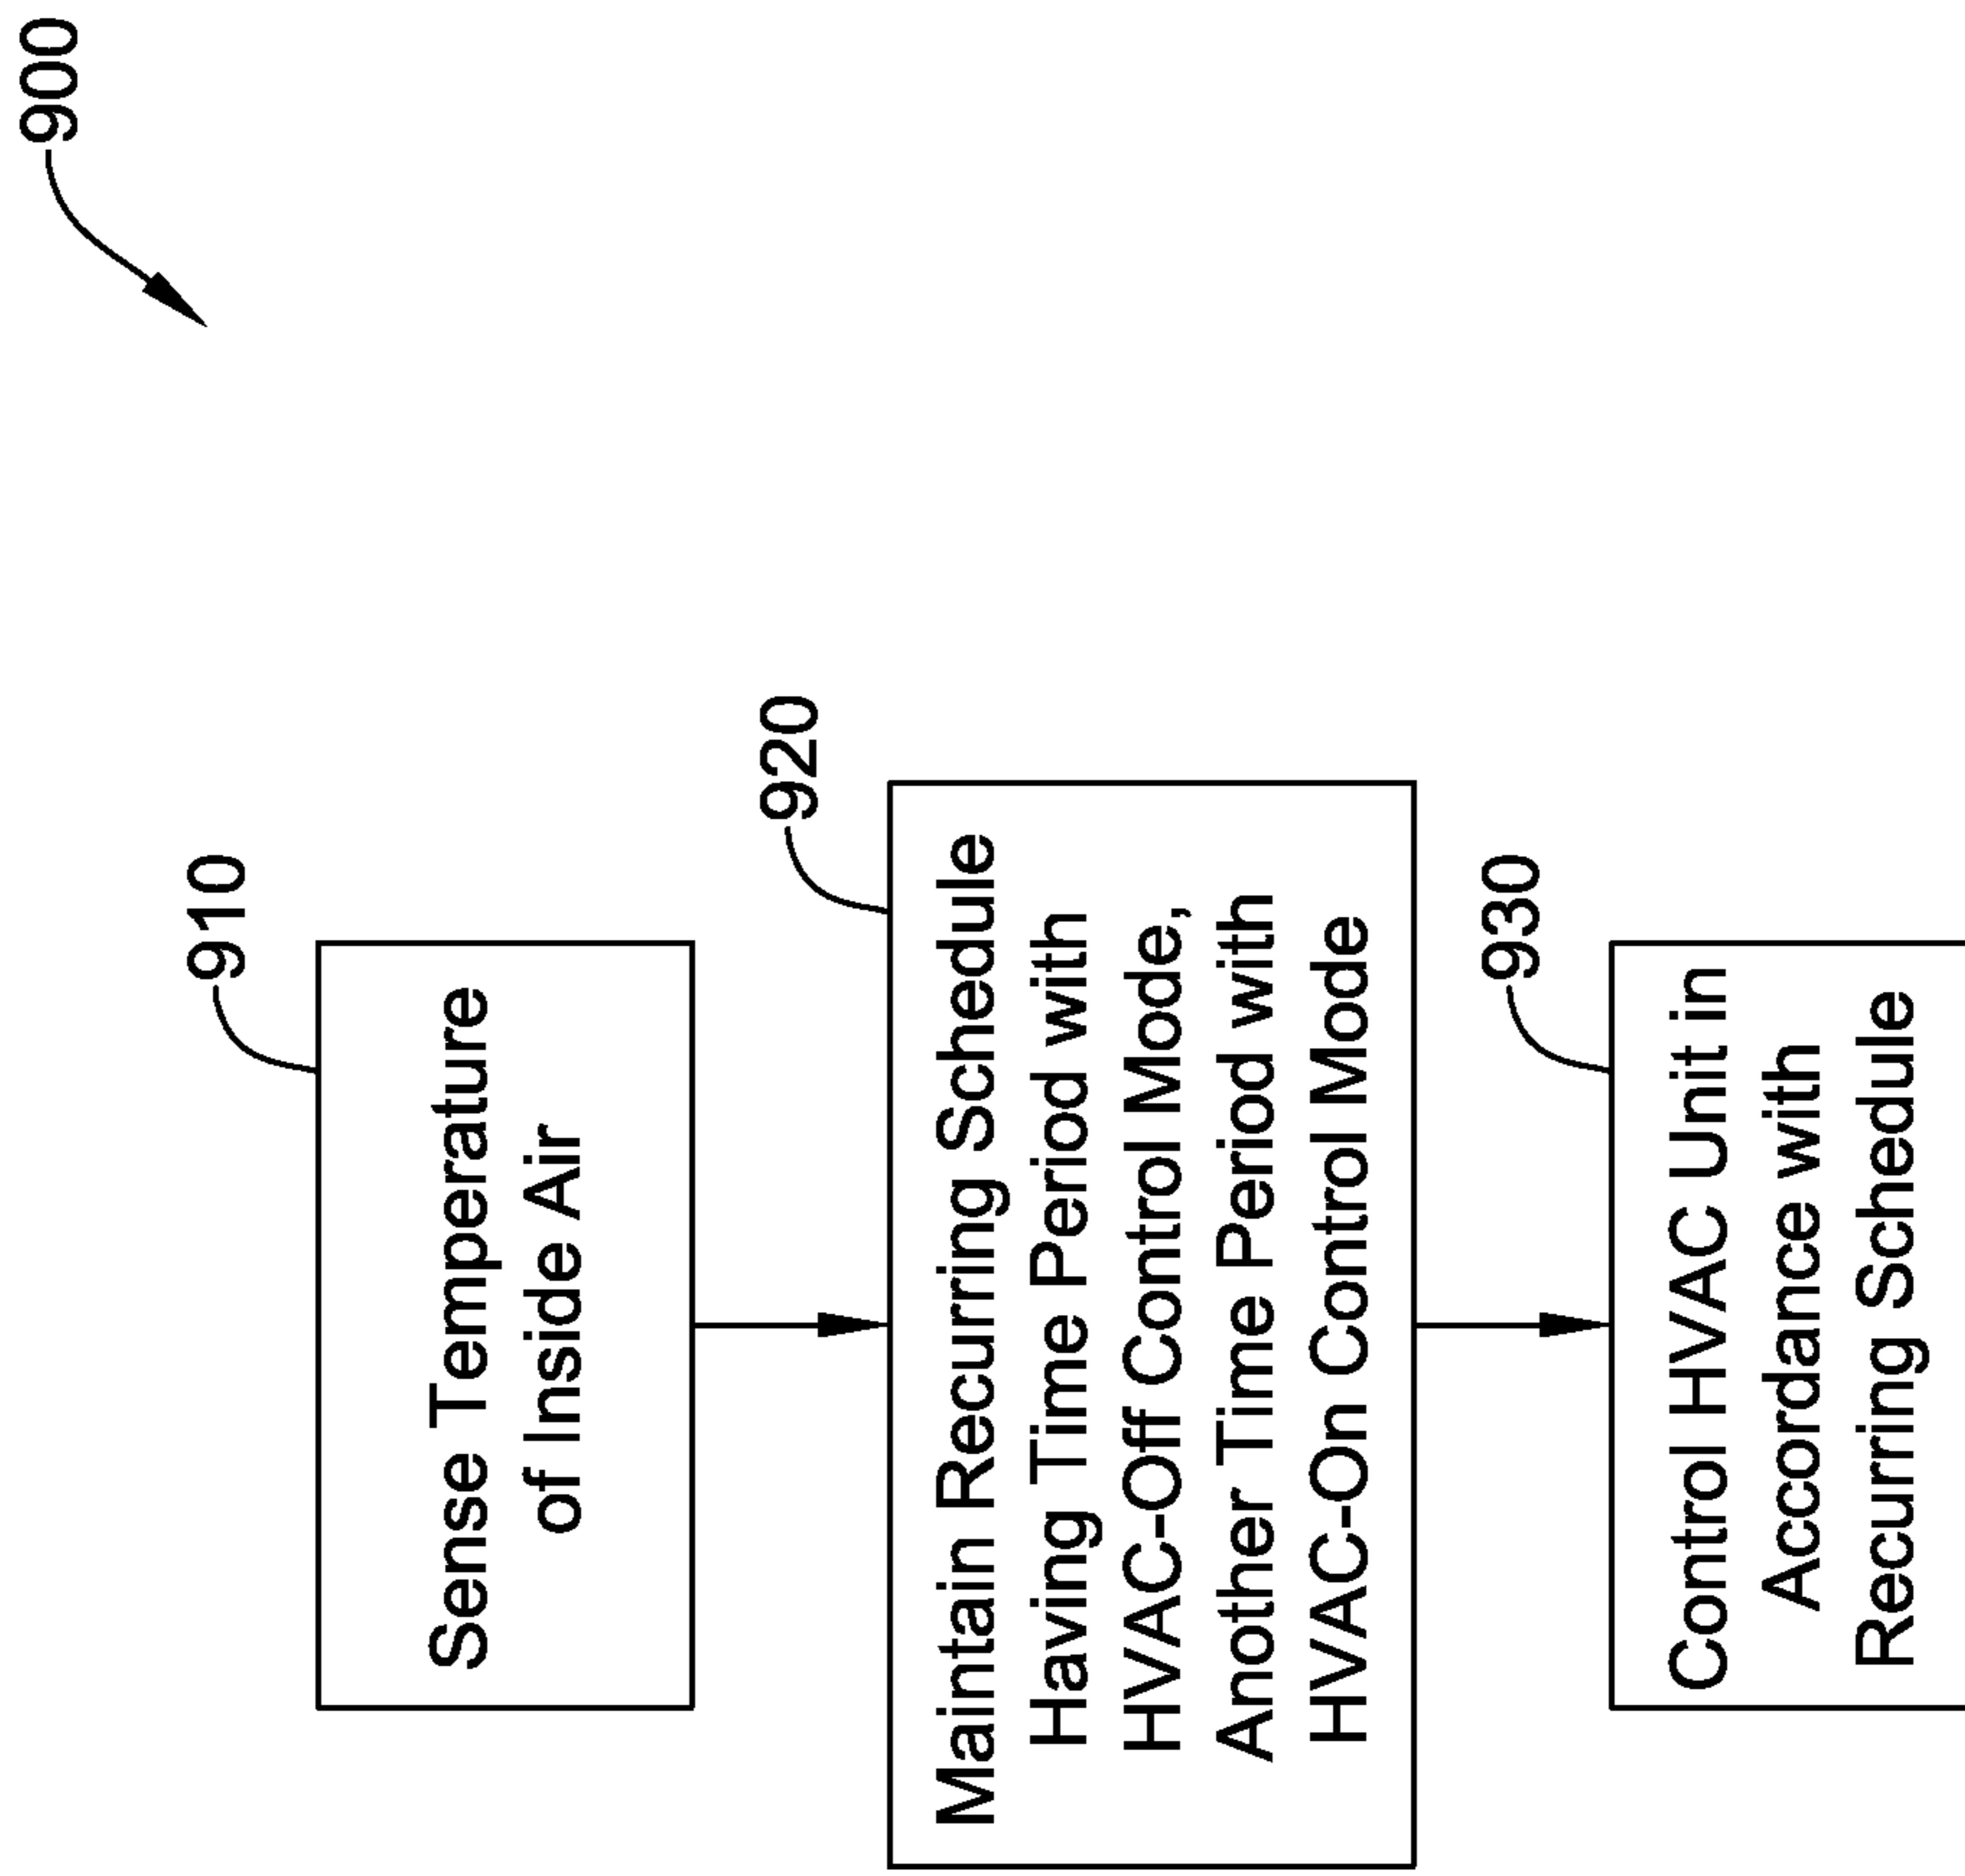 900
910
Sense Temperature
of Inside Air
920
Maintain Recurring Schedule
Having Time Period with
HVAC-Off Control Mode,
Another Time Period with
HVAC-On Control Mode
930
Control HVAC Unit in
Accordance with
Recurring Schedule